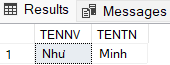 Results Messages
TENNV TENTN
1 Như Minh